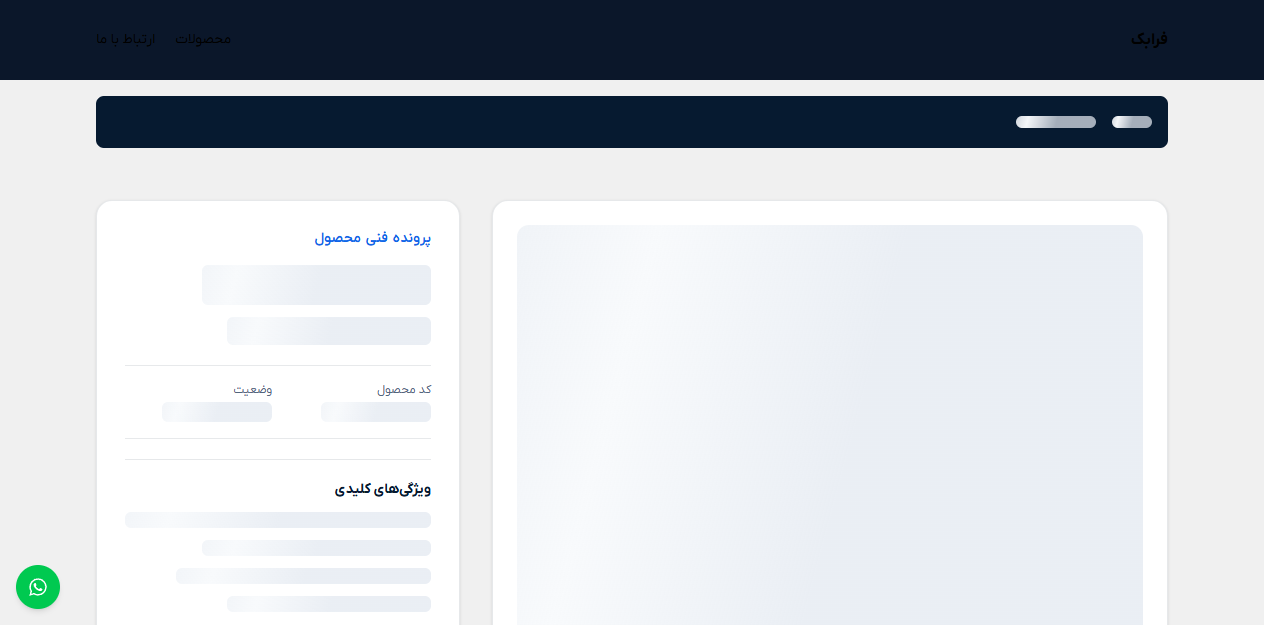 فرابک
محصولات
ارتباط با ما
پرونده فنی محصول
کد محصول
وضعیت
ویژگی‌های کلیدی